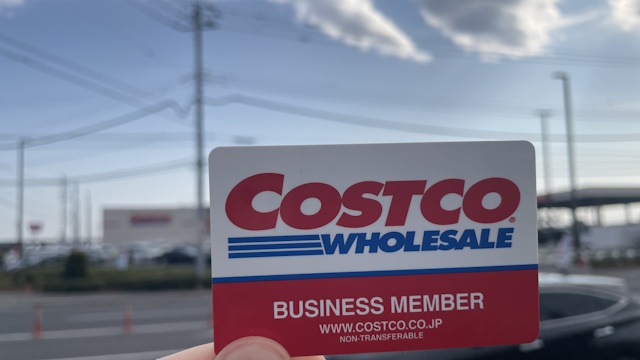 COSTCO
WHOLESALE
BUSINESS MEMBER
WWW.COSTCO.CO.JP
NON-TRANSFERABLE